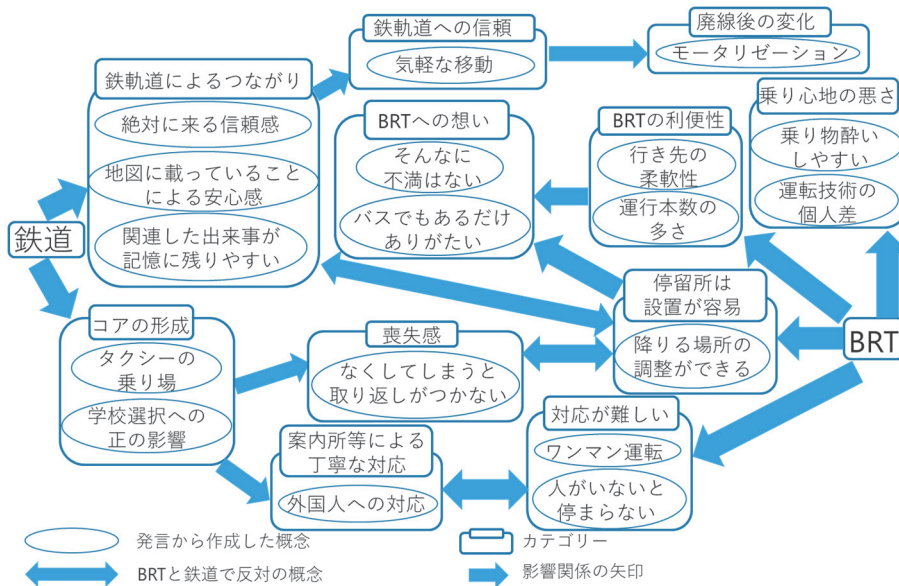 鉄軌道への信頼
気軽な移動
廃線後の変化
モータリゼーション
鉄軌道によるつながり
絶対に来る信頼感
地図に載っていること
による安心感
関連した出来事が
記憶に残りやすい
BRTへの想い
そんなに
不満はない
バスでもあるだけ
ありがたい
BRTの利便性
行き先の
柔軟性
運行本数の
多さ
乗り心地の悪さ
乗り物酔い
しやすい
運転技術の
個人差
鉄道
停留所は
設置が容易
降りる場所の
調整ができる
BRT
コアの形成
タクシーの
乗り場
学校選択への
正の影響
喪失感
なくしてしまうと
取り返しがつかない
案内所等による
丁寧な対応
外国人への対応
対応が難しい
ワンマン運転
人がいないと
停まらない
発言から作成した概念
カテゴリー
BRTと鉄道で反対の概念
影響関係の矢印